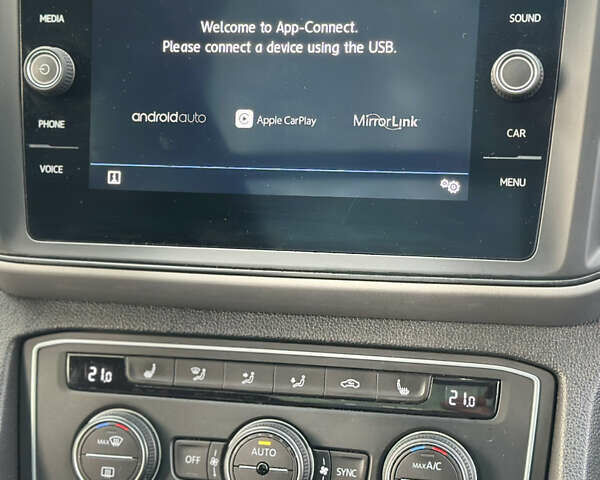 MEDIA
SOUND
Welcome to App-Connect.
Please connect a device using the USB.
PHONE
androidauto
Apple CarPlay
MirrorLink
CAR
VOICE
MENU
21.0
21.0
MAX
OFF
AUTO
SYNC
MAX A/C